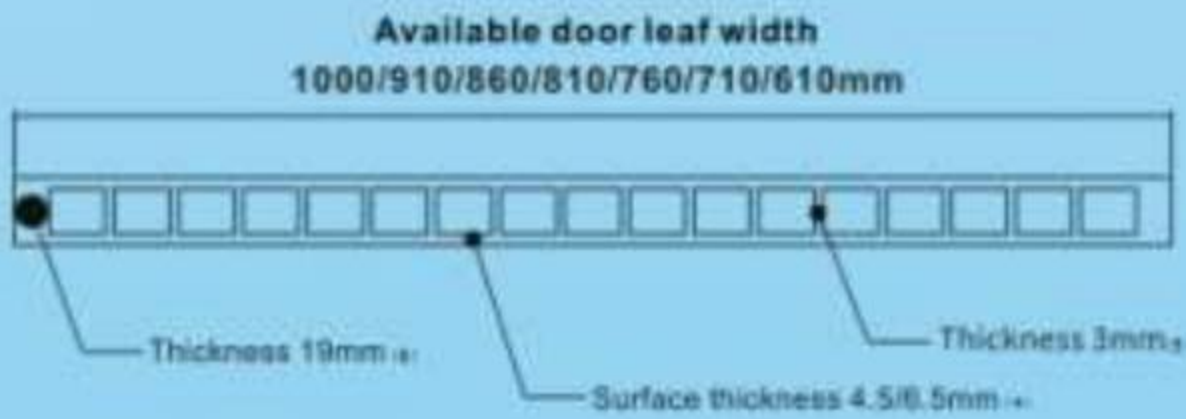 Available door leaf width
1000/910/860/810/760/710/610mm
Thickness 19mm
Thickness 3mm
Surface thickness 4.5/6.5mm